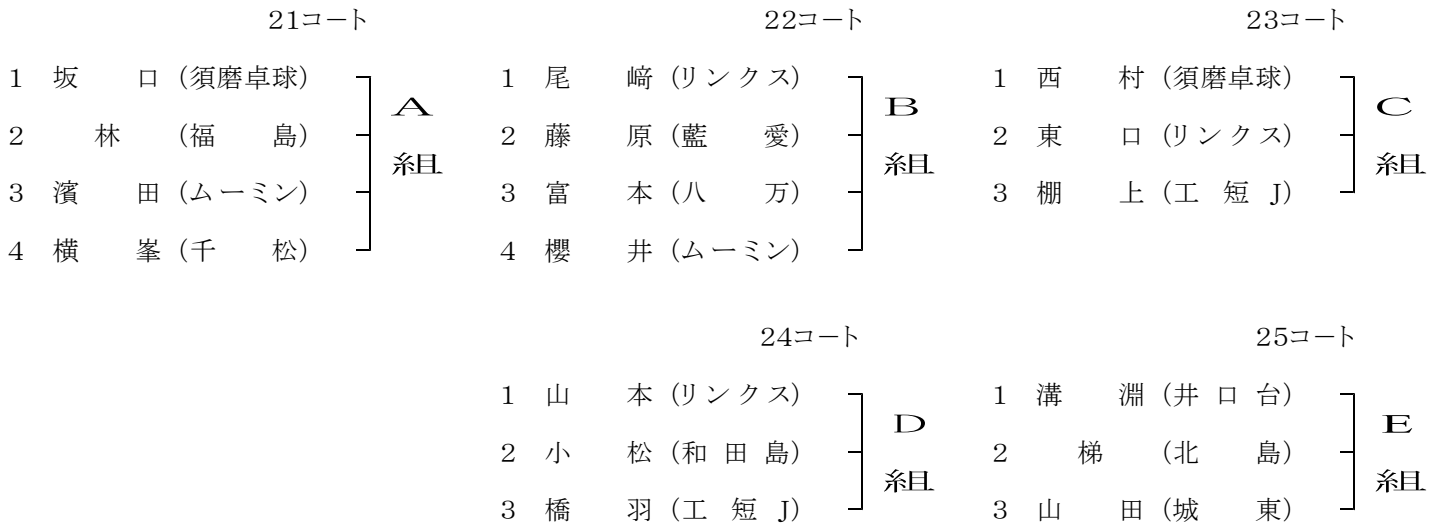 21コート 22コート 23コート
1 坂 口 (須磨卓球) 1 尾 﨑 (リンクス) 1 西 村 (須磨卓球)
A B C
2 林 (福 島) 2 藤 原 (藍 愛) 2 東 口 (リンクス)
組 組 組
3 濱 田 (ムーミン) 3 富 本 (八 万) 3 棚 上 (工 短 J)
4 横 峯 (千 松) 4 櫻 井 (ムーミン)
24コート 25コート
1 山 本 (リンクス) 1 溝 淵 (井 口 台)
D E
2 小 松 (和 田 島) 2 梯 (北 島)
組 組
3 橋 羽 (工 短 J) 3 山 田 (城 東)